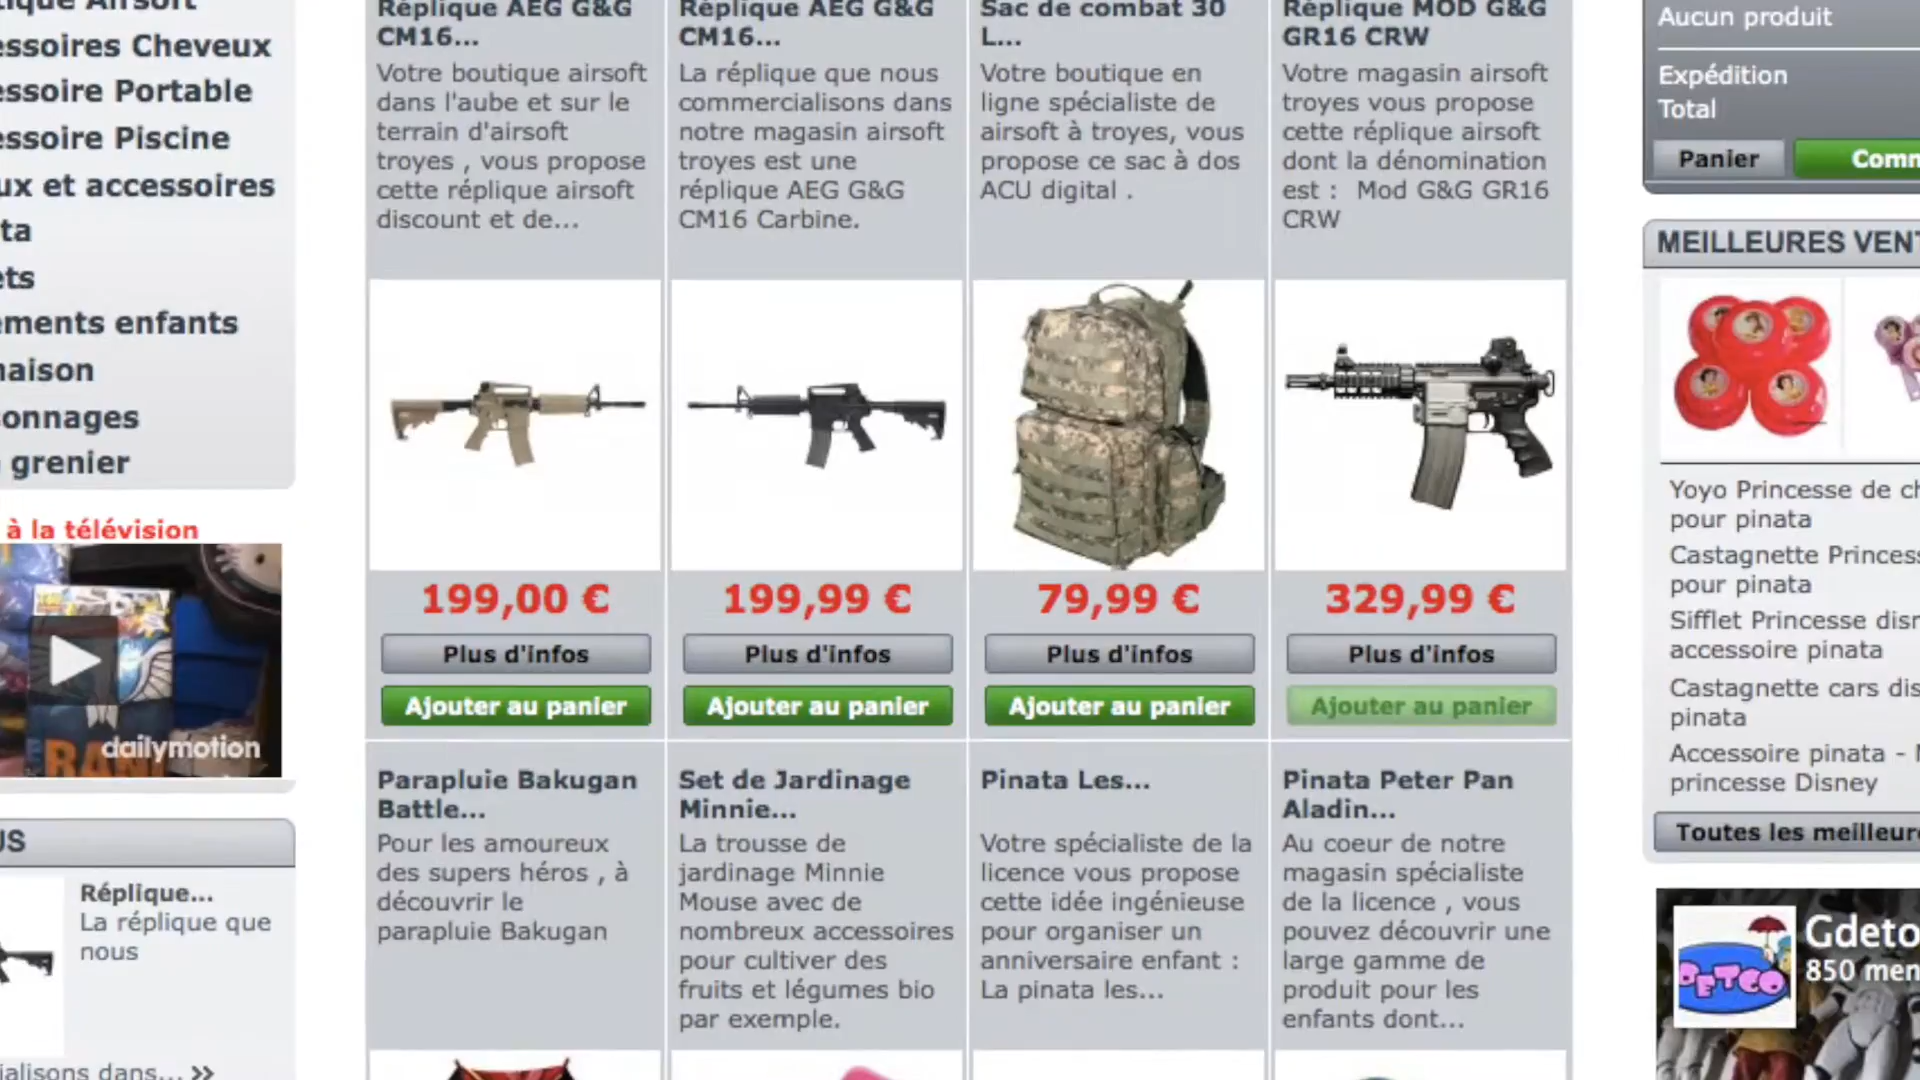 essoires Cheveux
essoire Portable
essoire Piscine
ux et accessoires
ta
ets
ements enfants
maison
sonnages
grenier
à la télévision
dailymotion
US
Réplique...
La réplique que
nous
ialisons dans... >>
Réplique AEG G&G
CM16...
Votre boutique airsoft
dans l'aube et sur le
terrain d'airsoft
troyes , vous propose
cette réplique airsoft
discount et de...
199,00 €
Plus d'infos
Ajouter au panier
Réplique AEG G&G
CM16...
La réplique que nous
commercialisons dans
notre magasin airsoft
troyes est une
réplique AEG G&G
CM16 Carbine.
199,99 €
Plus d'infos
Ajouter au panier
Sac de combat 30
L...
Votre boutique en
ligne spécialiste de
airsoft à troyes, vous
propose ce sac à dos
ACU digital .
79,99 €
Plus d'infos
Ajouter au panier
Réplique MOD G&G
GR16 CRW
Votre magasin airsoft
troyes vous propose
cette réplique airsoft
dont la dénomination
est : Mod G&G GR16
CRW
329,99 €
Plus d'infos
Ajouter au panier
Parapluie Bakugan
Battle...
Pour les amoureux
des supers héros , à
découvrir le
parapluie Bakugan
Set de Jardinage
Minnie...
La trousse de
jardinage Minnie
Mouse avec de
nombreux accessoires
pour cultiver des
fruits et légumes bio
par exemple.
Pinata Les...
Votre spécialiste de la
licence vous propose
cette idée ingénieuse
pour organiser un
anniversaire enfant :
La pinata les...
Pinata Peter Pan
Aladin...
Au coeur de notre
magasin spécialiste
de la licence , vous
pouvez découvrir une
large gamme de
produit pour les
enfants dont...
Aucun produit
Expédition
Total
Panier
Comm
MEILLEURES VENT
Yoyo Princesse de ch
pour pinata
Castagnette Princess
pour pinata
Sifflet Princesse disn
accessoire pinata
Castagnette cars dis
pinata
Accessoire pinata - M
princesse Disney
Toutes les meilleure
Gdeto
850 men